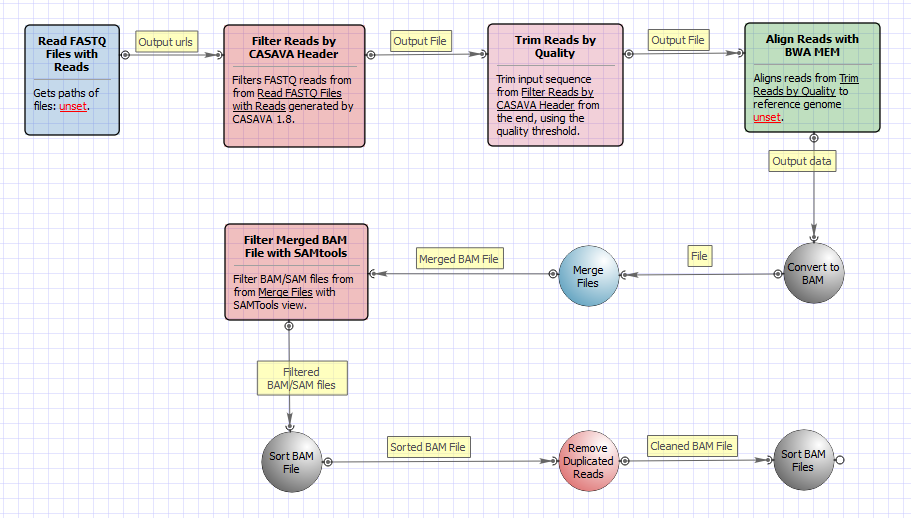 Read FASTQ
Files with
Reads
Gets paths of
files: unset.
Output urls
Filter Reads by
CASAVA Header
Filters FASTQ reads from
from Read FASTQ Files
with Reads generated by
CASAVA 1.8.
Output File
Trim Reads by
Quality
Trim input sequence
from Filter Reads by
CASAVA Header from
the end, using the
quality threshold.
Output File
Align Reads with
BWA MEM
Aligns reads from Trim
Reads by Quality to
reference genome
unset.
Output data
Convert to
BAM
File
Merge
Files
Merged BAM File
Filter Merged BAM
File with SAMtools
Filter BAM/SAM files from
from Merge Files with
SAMTools view.
Filtered
BAM/SAM files
Sort BAM
File
Sorted BAM File
Remove
Duplicated
Reads
Cleaned BAM File
Sort BAM
Files